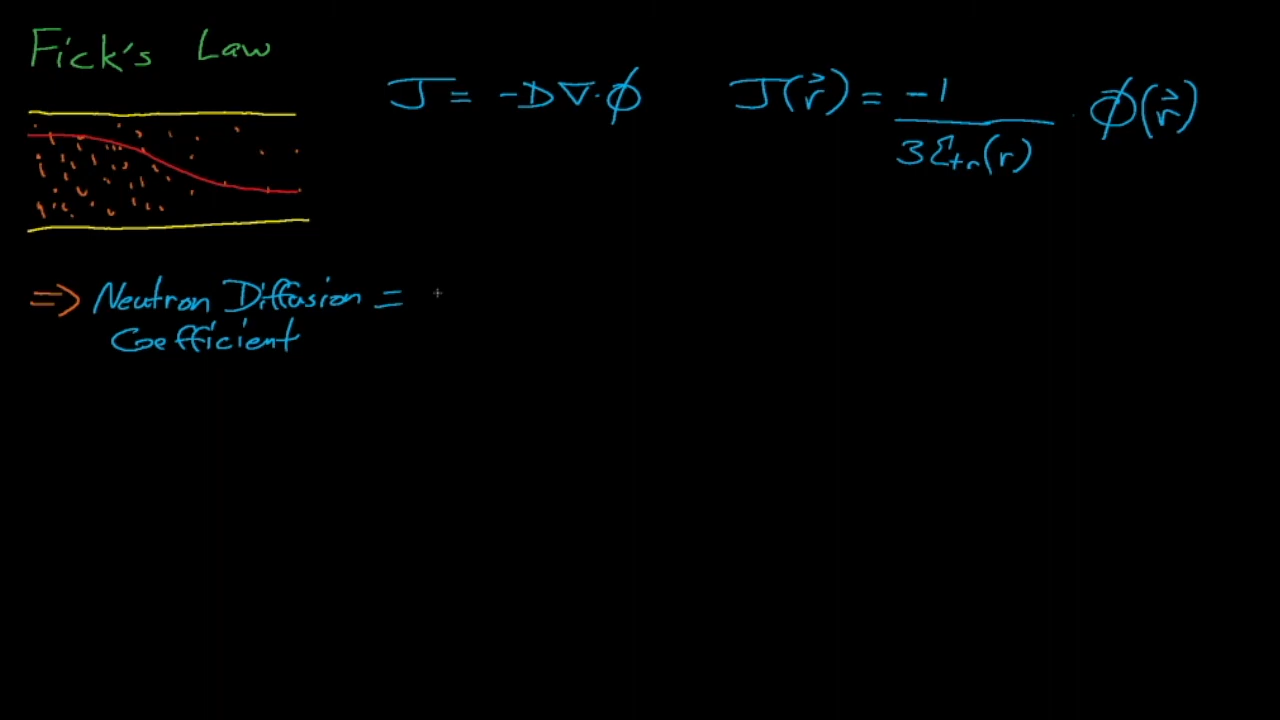 Fick's Law
J = -D∇·ϕ
J(r⃗) = -1 / 3Σtr(r) · ϕ(r⃗)
=> Neutron Diffusion =
Coefficient